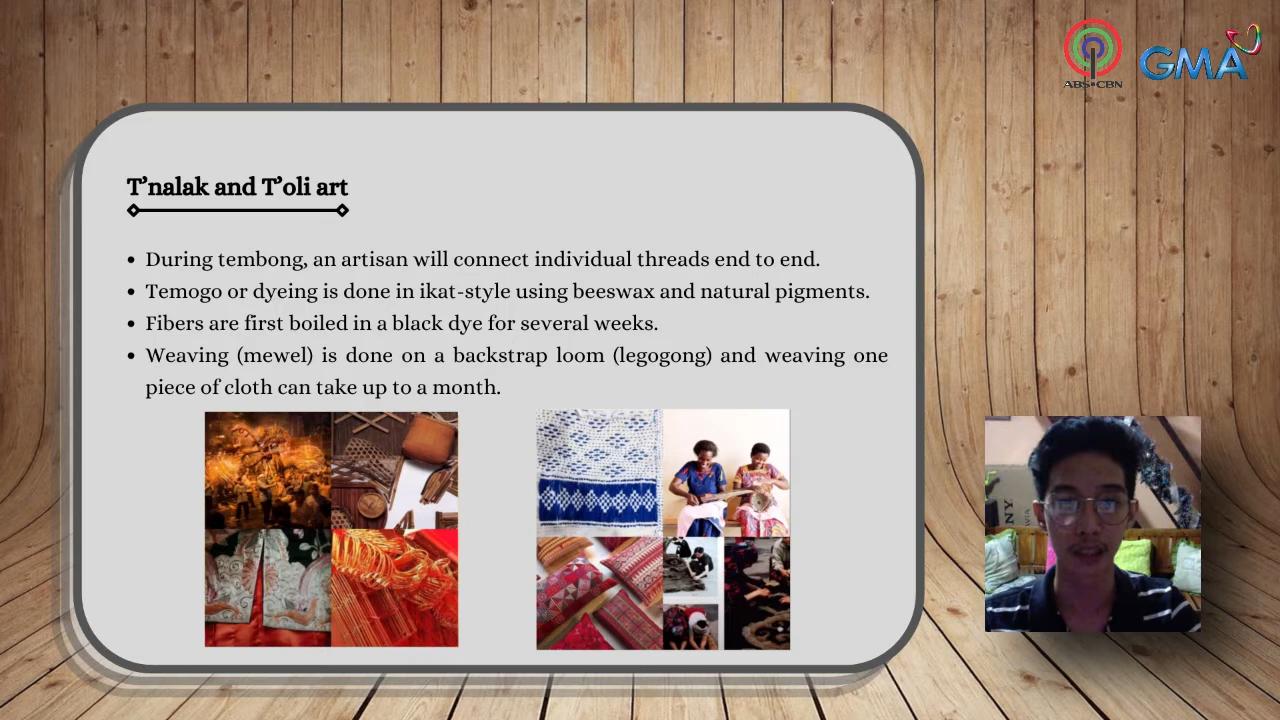 ABS-CBN
GMA
T’nalak and T’oli art
• During tembong, an artisan will connect individual threads end to end.
• Temogo or dyeing is done in ikat-style using beeswax and natural pigments.
• Fibers are first boiled in a black dye for several weeks.
• Weaving (mewel) is done on a backstrap loom (legogong) and weaving one
piece of cloth can take up to a month.